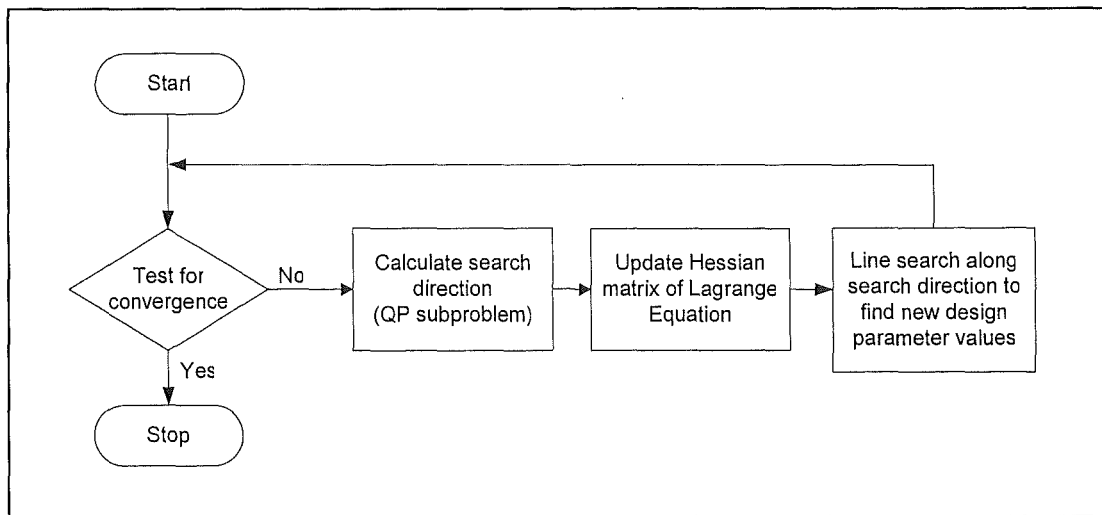 Start
Test for
convergence
No
Yes
Stop
Calculate search
direction
(QP subproblem)
Update Hessian
matrix of Lagrange
Equation
Line search along
search direction to
find new design
parameter values